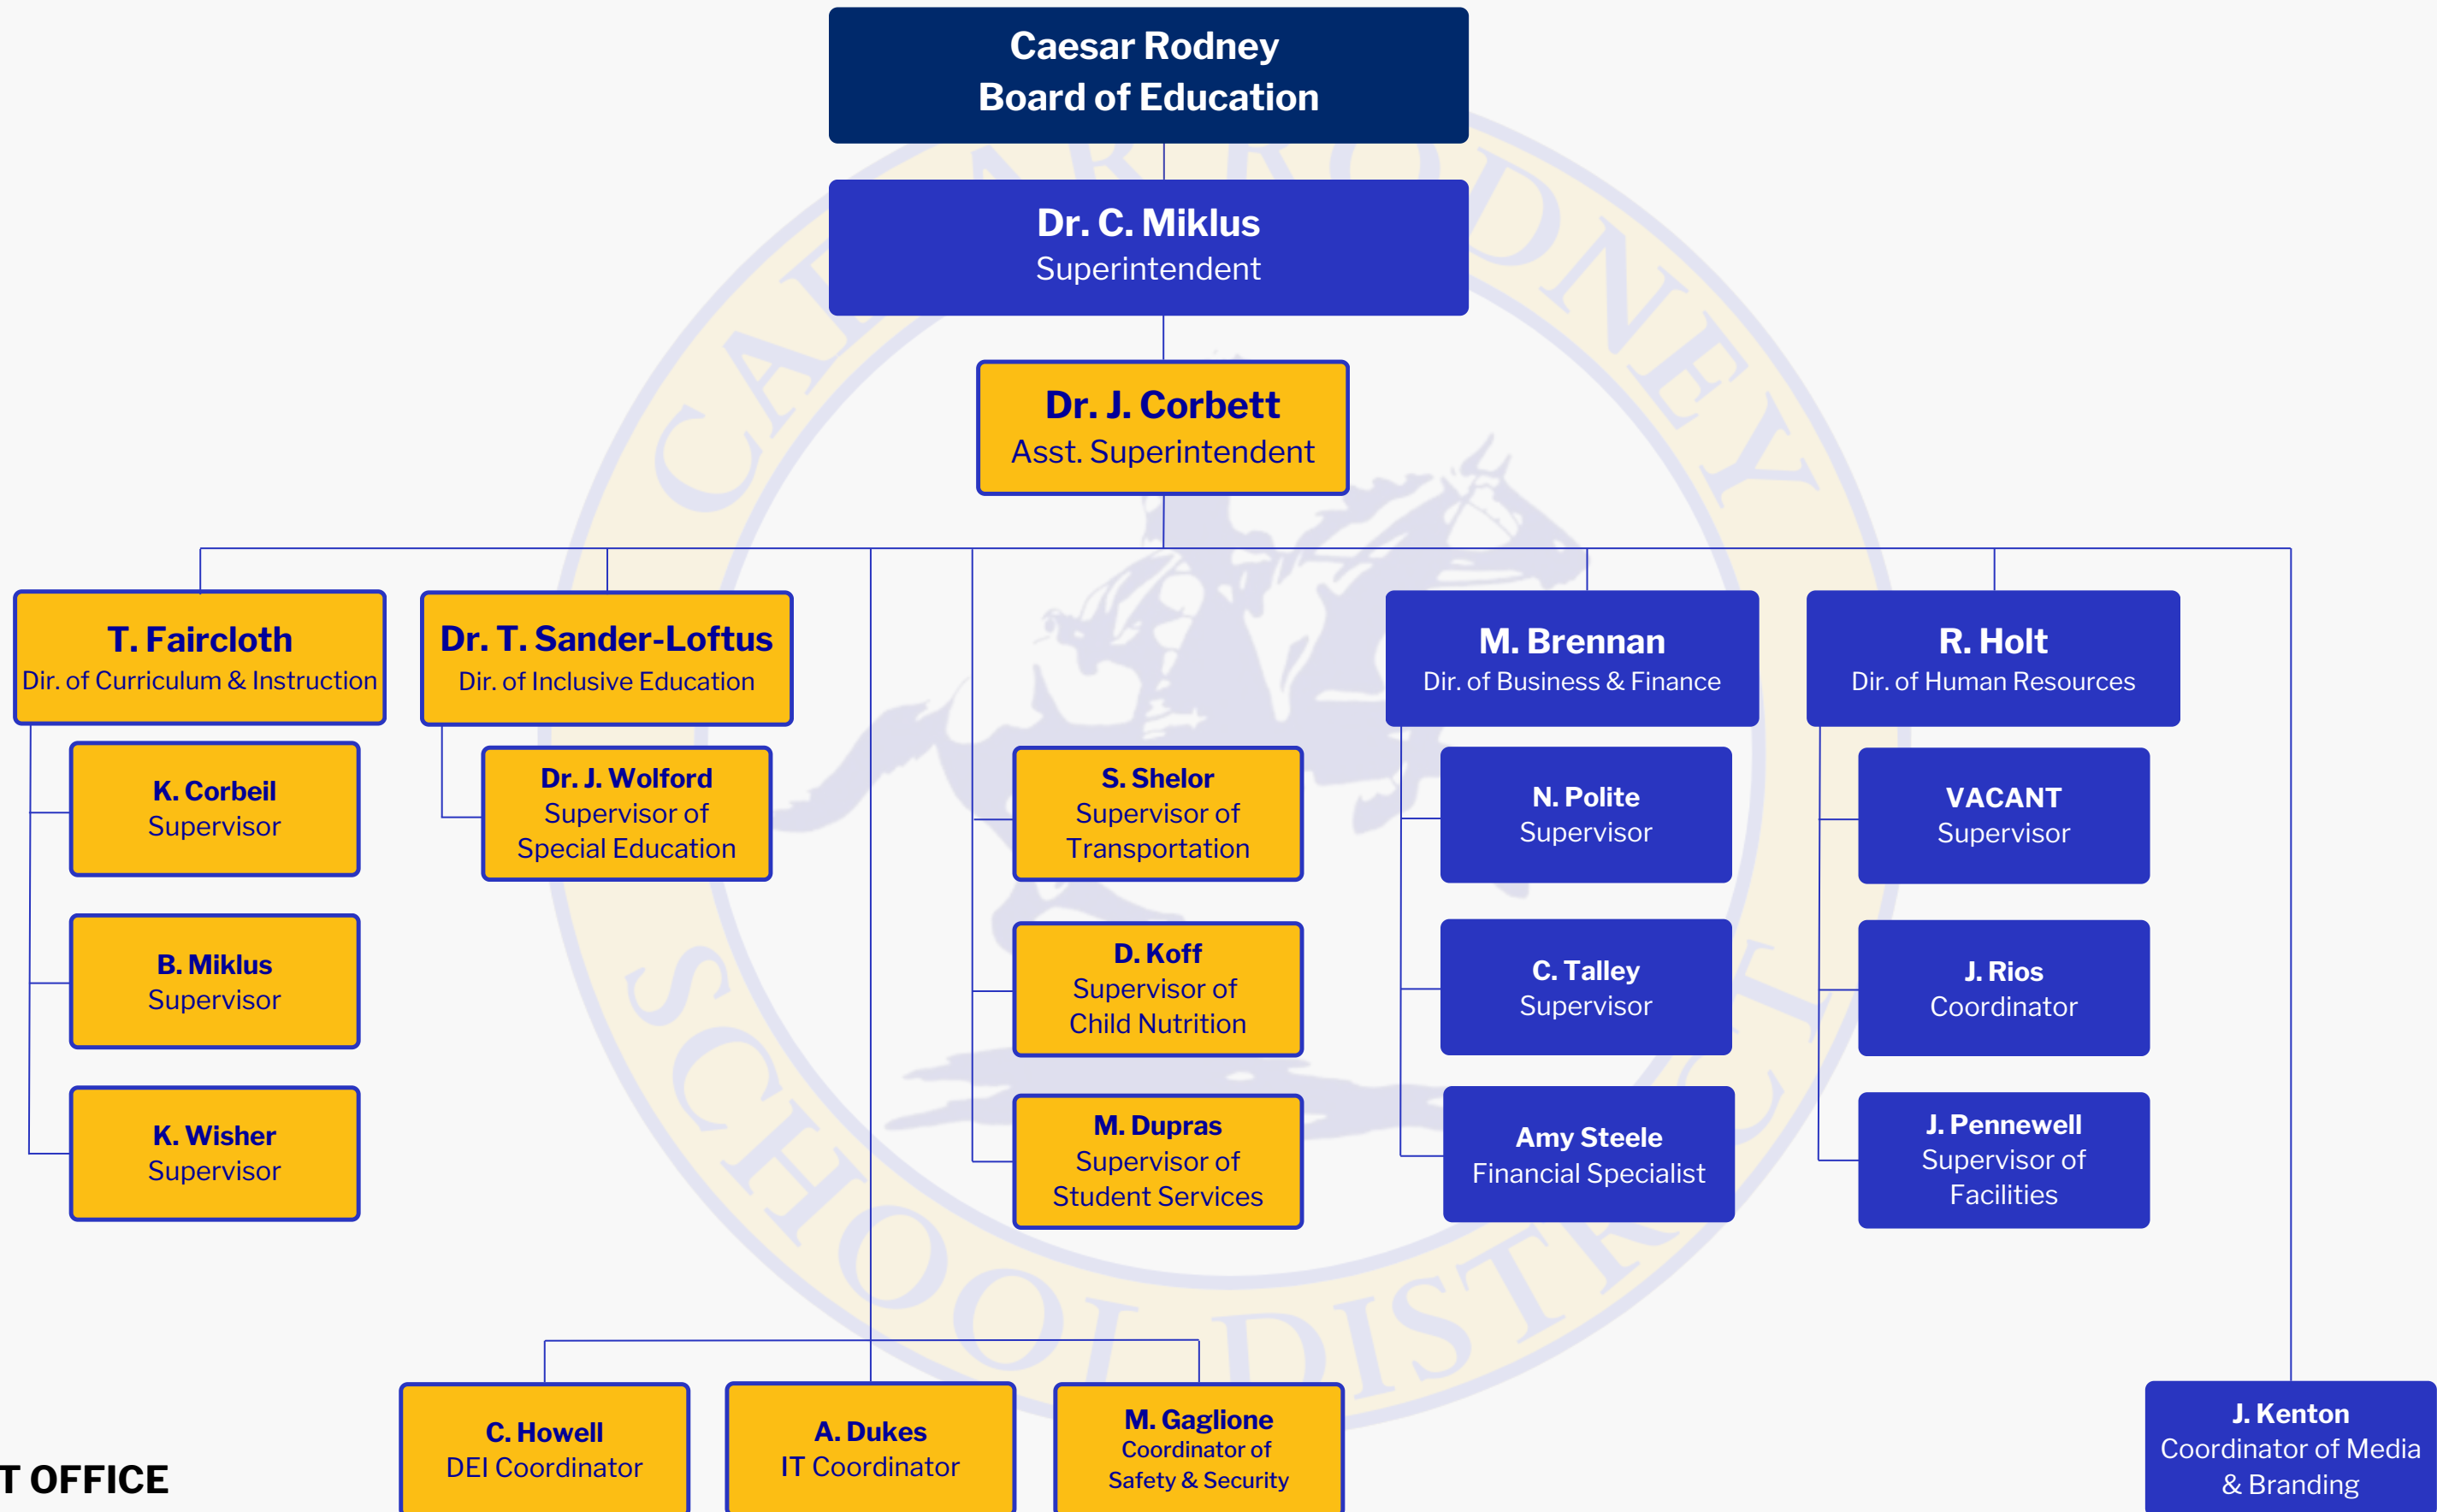 Caesar Rodney
Board of Education
Dr. C. Miklus
Superintendent
Dr. J. Corbett
Asst. Superintendent
T. Faircloth
Dir. of Curriculum & Instruction
K. Corbeil
Supervisor
B. Miklus
Supervisor
K. Wisher
Supervisor
Dr. T. Sander-Loftus
Dir. of Inclusive Education
Dr. J. Wolford
Supervisor of
Special Education
S. Shelor
Supervisor of
Transportation
D. Koff
Supervisor of
Child Nutrition
M. Dupras
Supervisor of
Student Services
M. Brennan
Dir. of Business & Finance
N. Polite
Supervisor
C. Talley
Supervisor
Amy Steele
Financial Specialist
R. Holt
Dir. of Human Resources
VACANT
Supervisor
J. Rios
Coordinator
J. Pennewell
Supervisor of
Facilities
C. Howell
DEI Coordinator
A. Dukes
IT Coordinator
M. Gaglione
Coordinator of
Safety & Security
J. Kenton
Coordinator of Media
& Branding
T OFFICE
CAESAR RODNEY
SCHOOL DISTRICT